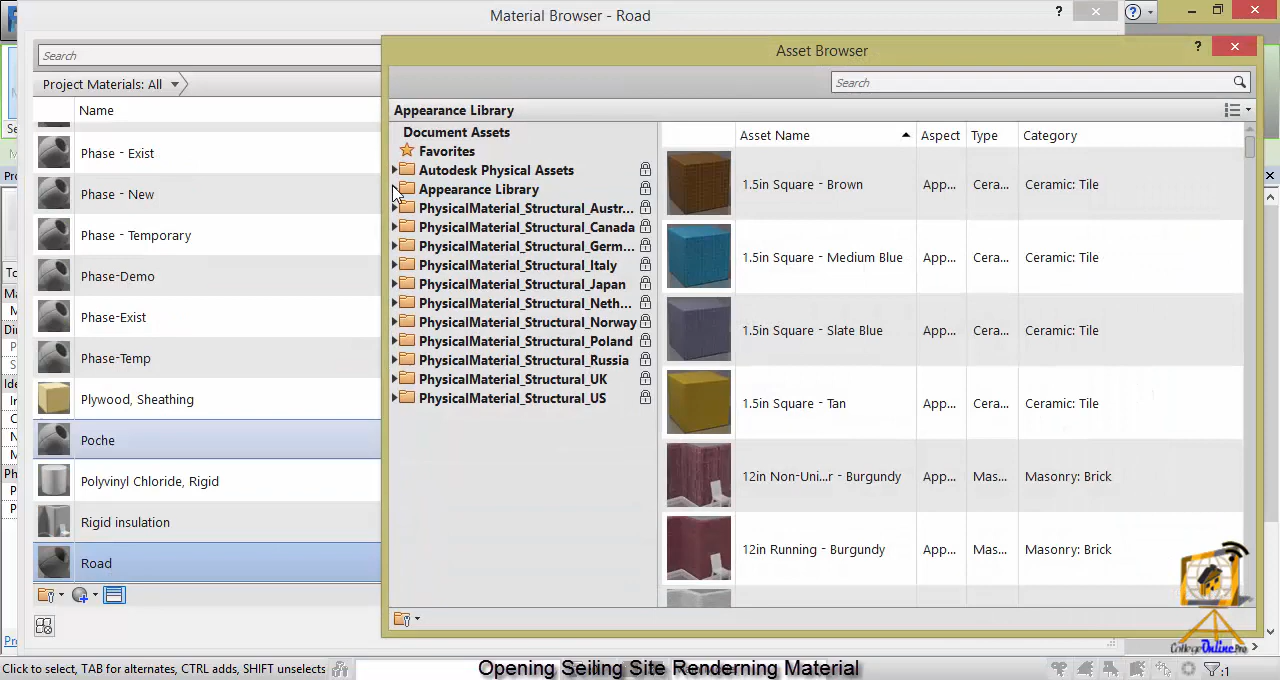 Material Browser - Road
?
?
Asset Browser
?
Search
Search
Project Materials: All
Appearance Library
Name
Document Assets
Asset Name
Aspect
Type
Category
Favorites
Phase - Exist
Autodesk Physical Assets
Appearance Library
1.5in Square - Brown
App...
Cera...
Ceramic: Tile
Phase - New
PhysicalMaterial_Structural_Austr...
PhysicalMaterial_Structural_Canada
Phase - Temporary
PhysicalMaterial_Structural_Germ...
1.5in Square - Medium Blue
App...
Cera...
Ceramic: Tile
PhysicalMaterial_Structural_Italy
Phase-Demo
PhysicalMaterial_Structural_Japan
PhysicalMaterial_Structural_Neth...
Phase-Exist
PhysicalMaterial_Structural_Norway
1.5in Square - Slate Blue
App...
Cera...
Ceramic: Tile
PhysicalMaterial_Structural_Poland
Phase-Temp
PhysicalMaterial_Structural_Russia
PhysicalMaterial_Structural_UK
Plywood, Sheathing
PhysicalMaterial_Structural_US
1.5in Square - Tan
App...
Cera...
Ceramic: Tile
Poche
Polyvinyl Chloride, Rigid
12in Non-Uni...r - Burgundy
App...
Mas...
Masonry: Brick
Rigid insulation
Road
12in Running - Burgundy
App...
Mas...
Masonry: Brick
CollegeOnline.Pro
Click to select, TAB for alternates, CTRL adds, SHIFT unselects
Opening Seiling Site Renderning Material
:1